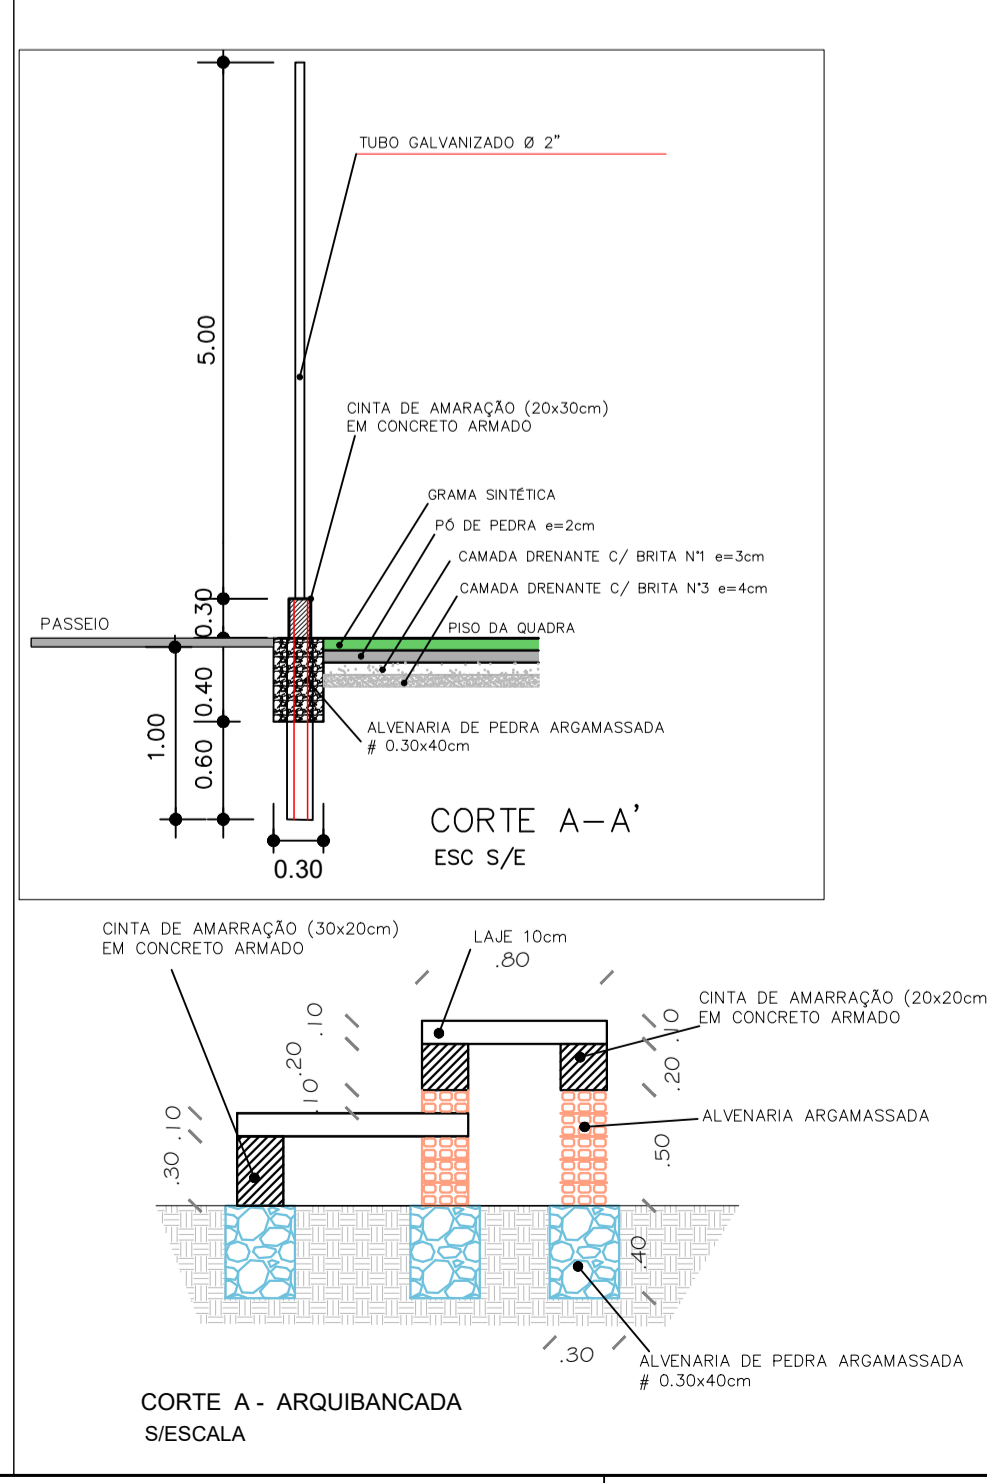 TUBO GALVANIZADO Ø 2"
5.00
CINTA DE AMARAÇÃO (20x30cm)
EM CONCRETO ARMADO
GRAMA SINTÉTICA
PÓ DE PEDRA e=2cm
CAMADA DRENANTE C/ BRITA N°1 e=3cm
CAMADA DRENANTE C/ BRITA N°3 e=4cm
0.30
PASSEIO
PISO DA QUADRA
0.40
1.00
0.60
ALVENARIA DE PEDRA ARGAMASSADA
# 0.30x40cm
CORTE A-A'
ESC S/E
0.30
CINTA DE AMARRAÇÃO (30x20cm)
EM CONCRETO ARMADO
LAJE 10cm
.80
CINTA DE AMARRAÇÃO (20x20cm
EM CONCRETO ARMADO
.10
.20
.10
.10
.20
.10
.30
ALVENARIA ARGAMASSADA
.50
.40
.30
ALVENARIA DE PEDRA ARGAMASSADA
# 0.30x40cm
CORTE A - ARQUIBANCADA
S/ESCALA